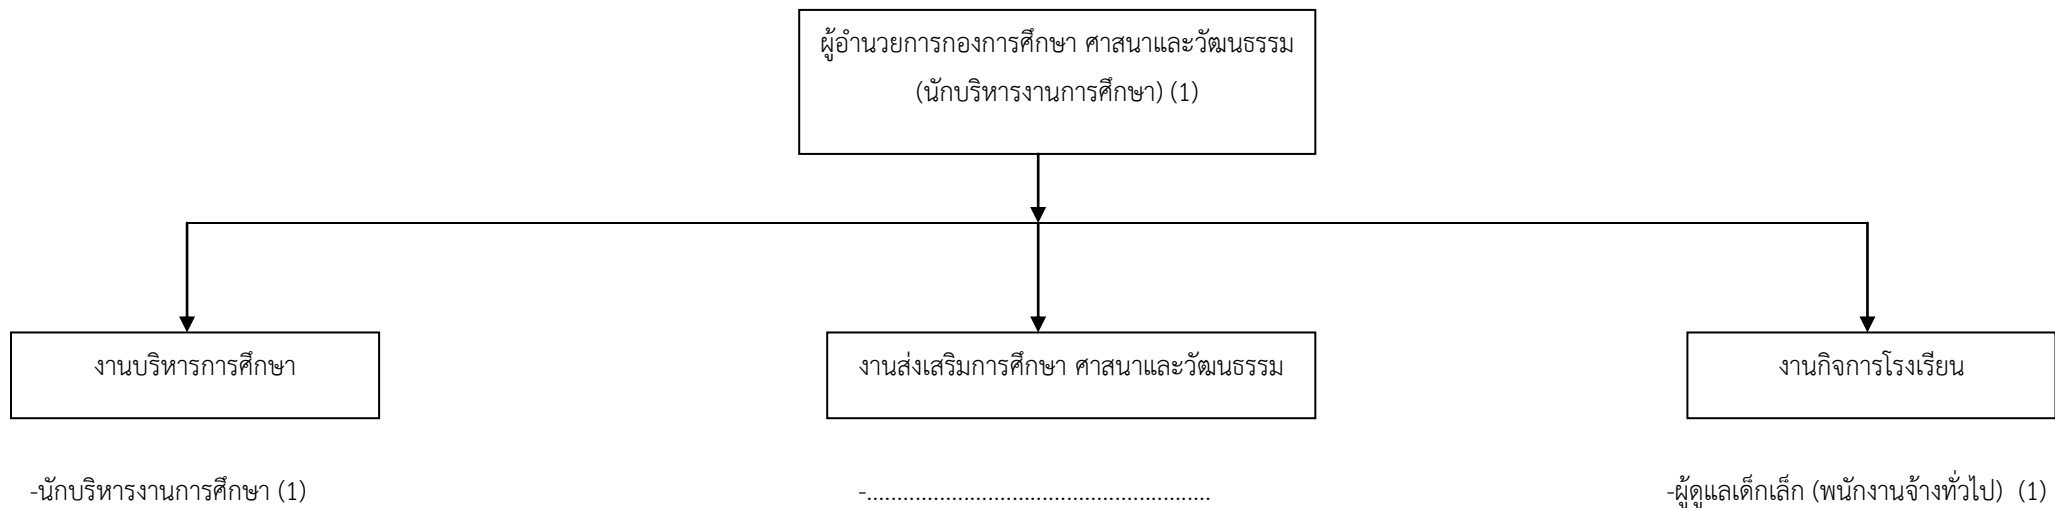 ผู้อำนวยการกองการศึกษา ศาสนาและวัฒนธรรม
(นักบริหารงานการศึกษา) (1)
งานบริหารการศึกษา
งานส่งเสริมการศึกษา ศาสนาและวัฒนธรรม
งานกิจการโรงเรียน
-นักบริหารงานการศึกษา (1)
-.........................................................
-ผู้ดูแลเด็กเล็ก (พนักงานจ้างทั่วไป) (1)